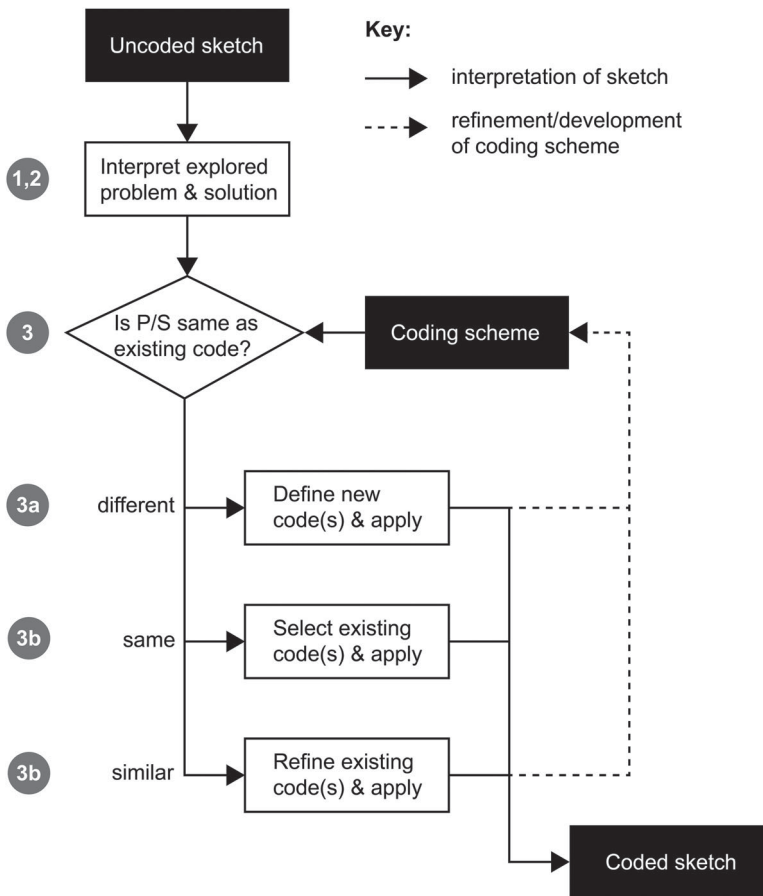 Uncoded sketch
Key:
interpretation of sketch
refinement/development
of coding scheme
1,2
Interpret explored
problem & solution
3
Is P/S same as
existing code?
Coding scheme
3a
different
Define new
code(s) & apply
3b
same
Select existing
code(s) & apply
3b
similar
Refine existing
code(s) & apply
Coded sketch